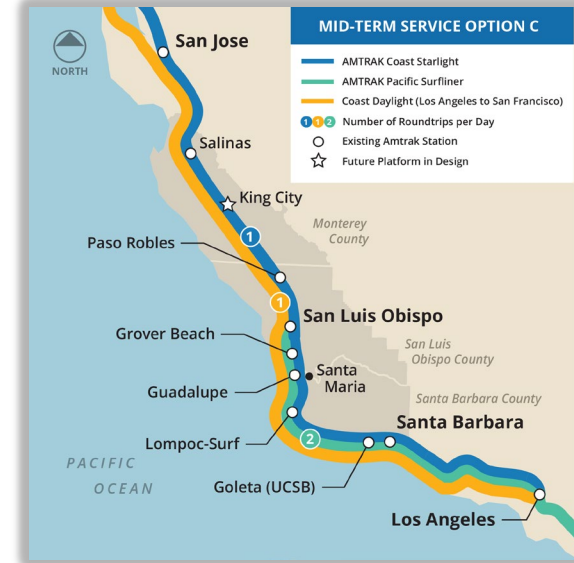 MID-TERM SERVICE OPTION C
AMTRAK Coast Starlight
AMTRAK Pacific Surfliner
Coast Daylight (Los Angeles to San Francisco)
1 1 2 Number of Roundtrips per Day
Existing Amtrak Station
Future Platform in Design
NORTH
San Jose
Salinas
King City
Monterey
County
1
Paso Robles
1
San Luis Obispo
Grover Beach
San Luis
Obispo County
Santa
Maria
Guadalupe
Santa Barbara County
Santa Barbara
2
Lompoc-Surf
PACIFIC
OCEAN
Goleta (UCSB)
Los Angeles